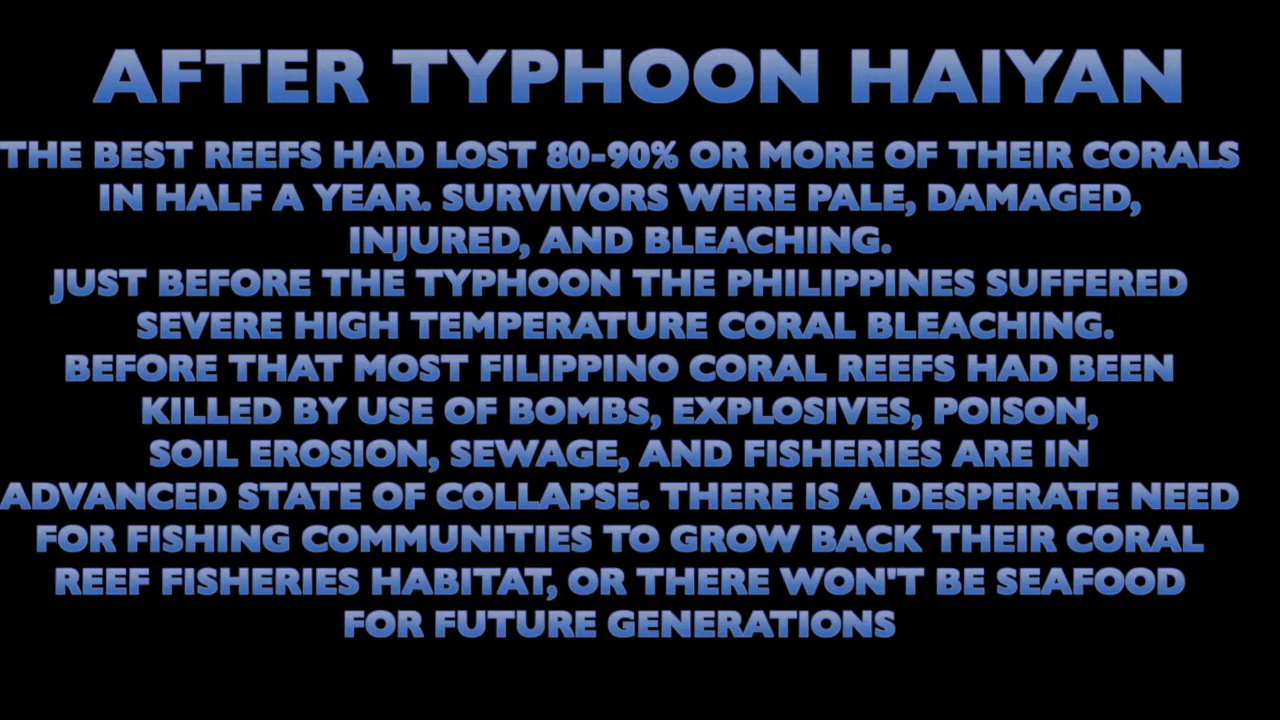 AFTER TYPHOON HAIYAN
THE BEST REEFS HAD LOST 80-90% OR MORE OF THEIR CORALS
IN HALF A YEAR. SURVIVORS WERE PALE, DAMAGED,
INJURED, AND BLEACHING.
JUST BEFORE THE TYPHOON THE PHILIPPINES SUFFERED
SEVERE HIGH TEMPERATURE CORAL BLEACHING.
BEFORE THAT MOST FILIPPINO CORAL REEFS HAD BEEN
KILLED BY USE OF BOMBS, EXPLOSIVES, POISON,
SOIL EROSION, SEWAGE, AND FISHERIES ARE IN
ADVANCED STATE OF COLLAPSE. THERE IS A DESPERATE NEED
FOR FISHING COMMUNITIES TO GROW BACK THEIR CORAL
REEF FISHERIES HABITAT, OR THERE WON'T BE SEAFOOD
FOR FUTURE GENERATIONS